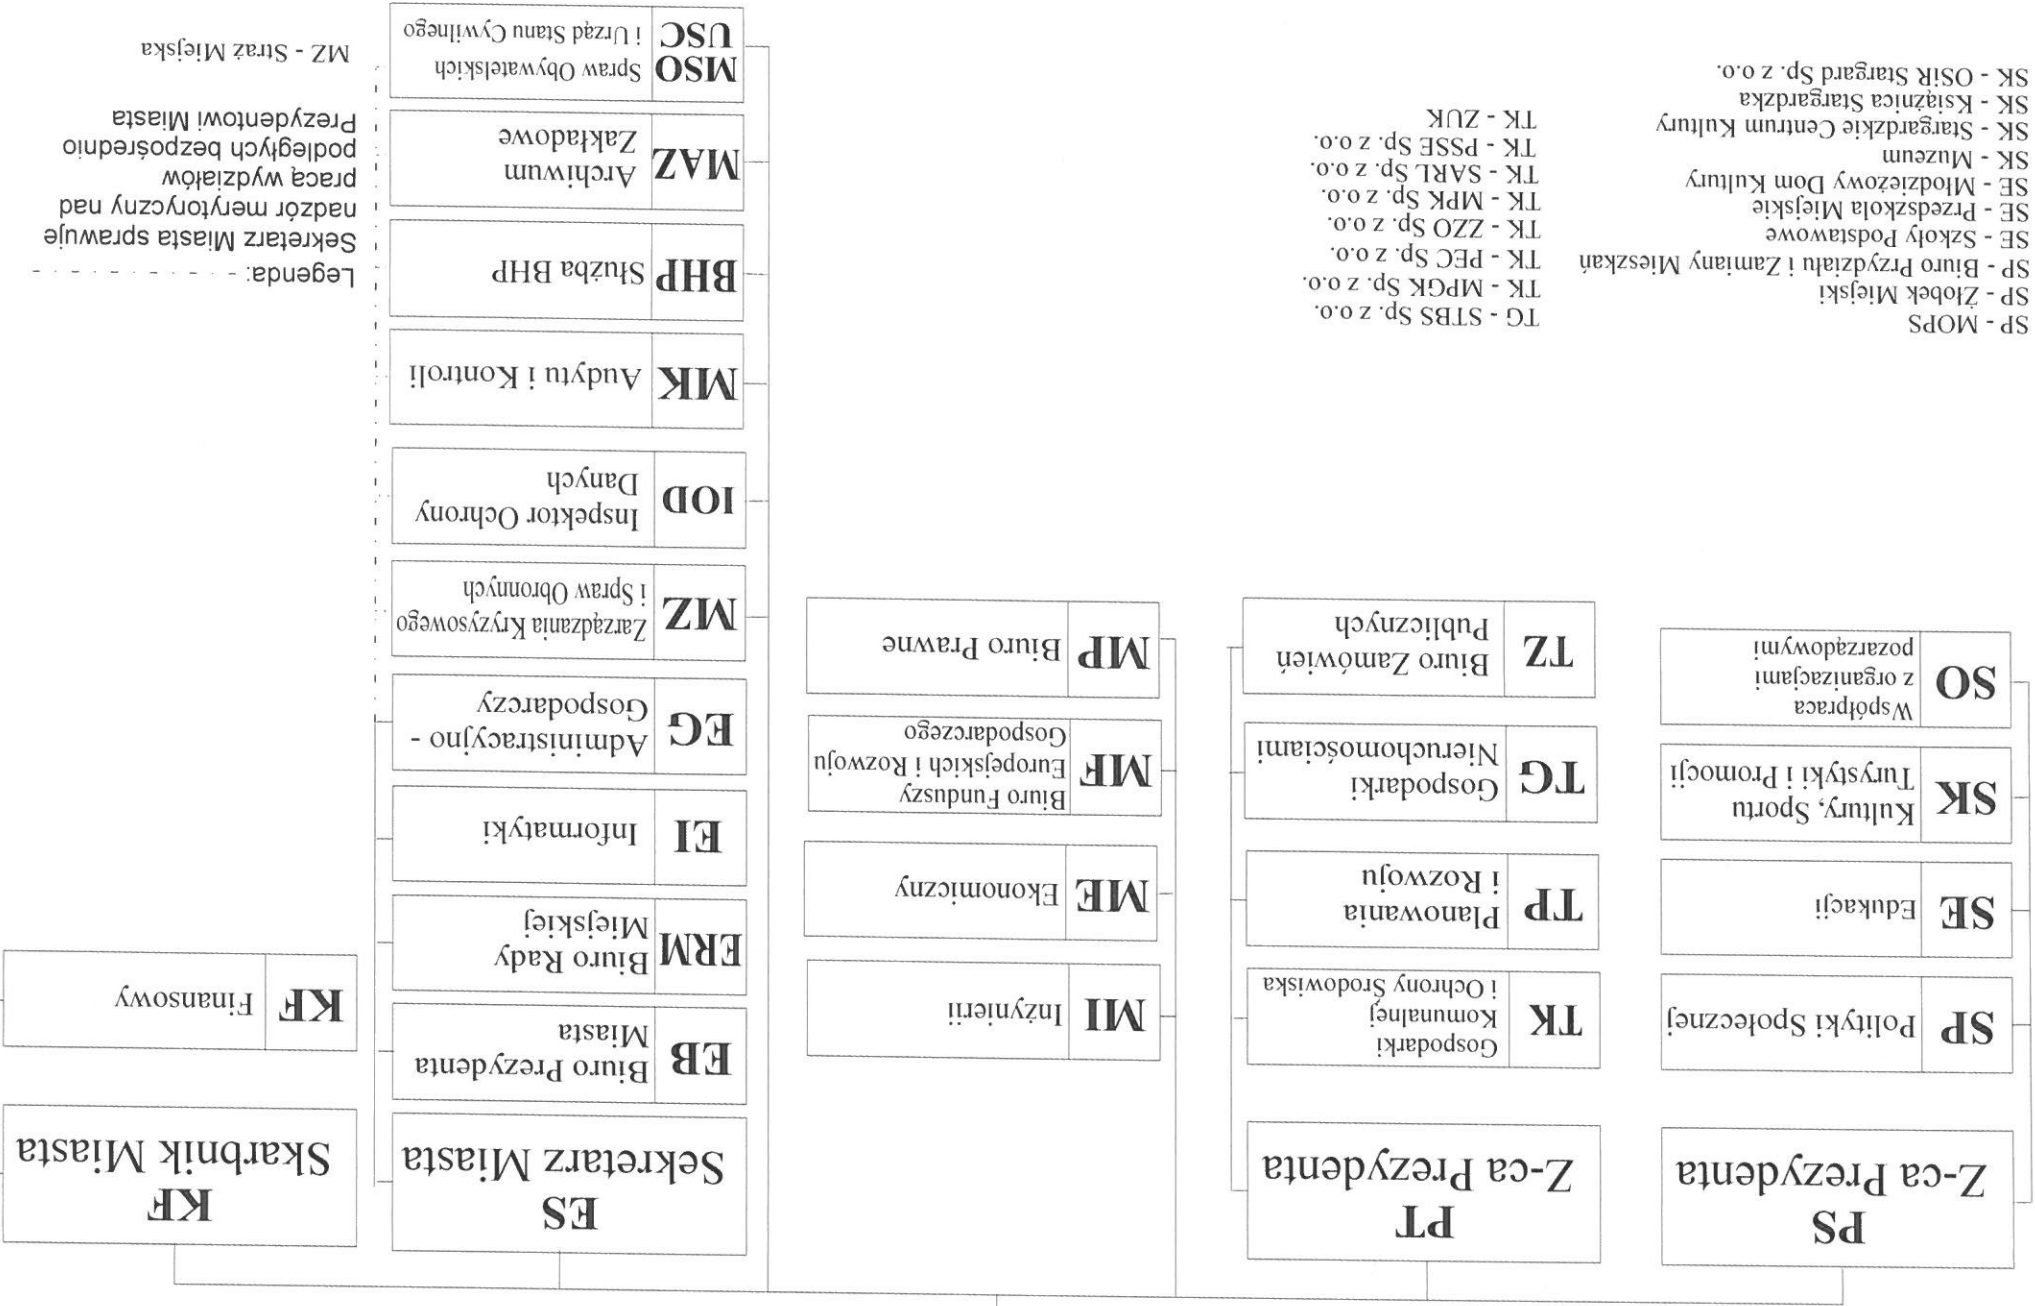 PS
Z-ca Prezydenta
SP
Polityki Społecznej
SE
Edukacji
SK
Kultury, Sportu
Turystyki i Promocji
SO
Współpraca
z organizacjami
pozarządowymi
PT
Z-ca Prezydenta
TK
Gospodarki
Komunalnej
i Ochrony Środowiska
TP
Planowania
i Rozwoju
TG
Gospodarki
Nieruchomościami
TZ
Biuro Zamówień
Publicznych
MI
Inżynierii
ME
Ekonomiczny
MF
Biuro Funduszy
Europejskich i Rozwoju
Gospodarczego
MP
Biuro Prawne
ES
Sekretarz Miasta
EB
Biuro Prezydenta
Miasta
ERM
Biuro Rady
Miejskiej
EI
Informatyki
EG
Administracyjno -
Gospodarczy
MZ
Zarządzania Kryzysowego
i Spraw Obronnych
IOD
Inspektor Ochrony
Danych
MK
Audytu i Kontroli
BHP
Służba BHP
MAZ
Archiwum
Zakładowe
MSO
USC
Spraw Obywatelskich
i Urząd Stanu Cywilnego
KF
Skarbnik Miasta
KF
Finansowy
SP - MOPS
SP - Żłobek Miejski
SP - Biuro Przydziału i Zamiany Mieszkań
SE - Szkoły Podstawowe
SE - Przedszkola Miejskie
SE - Młodzieżowy Dom Kultury
SK - Muzeum
SK - Stargardzkie Centrum Kultury
SK - Książnica Stargardzka
SK - OSiR Stargard Sp. z o.o.
TG - STBS Sp. z o.o.
TK - MPGK Sp. z o.o.
TK - PEC Sp. z o.o.
TK - ZZO Sp. z o.o.
TK - MPK Sp. z o.o.
TK - SARL Sp. z o.o.
TK - PSSE Sp. z o.o.
TK - ZUK
Legenda:
Sekretarz Miasta sprawuje
nadzór merytoryczny nad
pracą wydziałów
podległych bezpośrednio
Prezydentowi Miasta
MZ - Straż Miejska